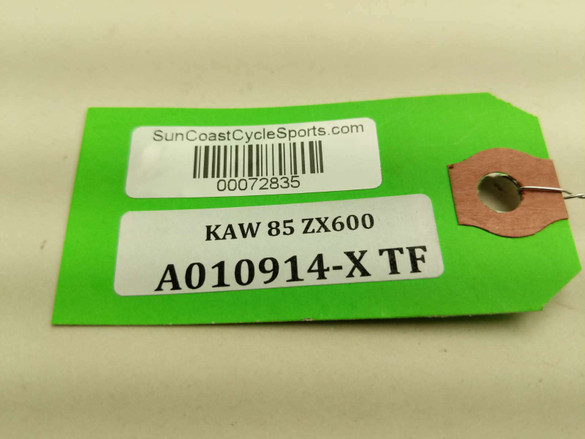 SunCoastCycleSports.com
00072835
KAW 85 ZX600
A010914-X TF